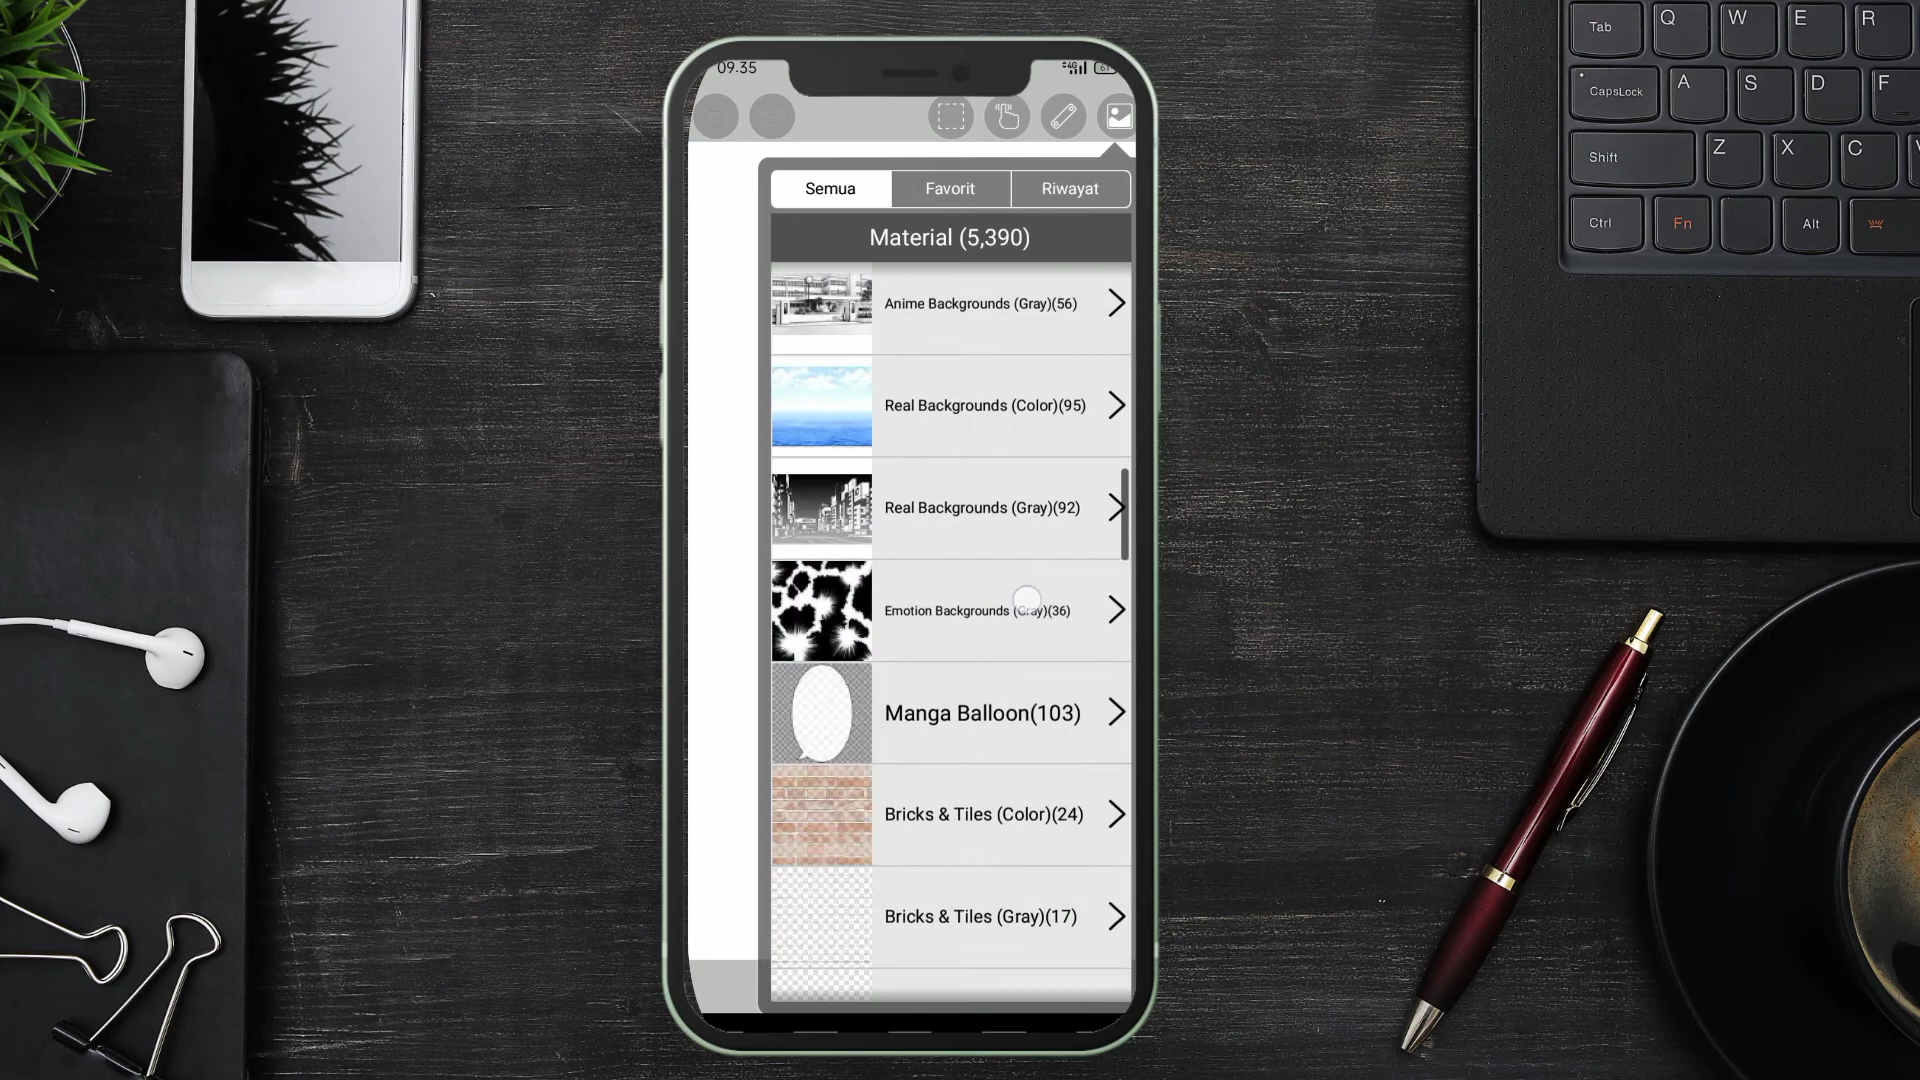 09.35
4G
Semua Favorit Riwayat
Material (5,390)
Anime Backgrounds (Gray)(56)
Real Backgrounds (Color)(95)
Real Backgrounds (Gray)(92)
Emotion Backgrounds (Gray)(36)
Manga Balloon(103)
Bricks & Tiles (Color)(24)
Bricks & Tiles (Gray)(17)
Tab Q W E R
CapsLock A S D F
Shift Z X C
Ctrl Fn Alt